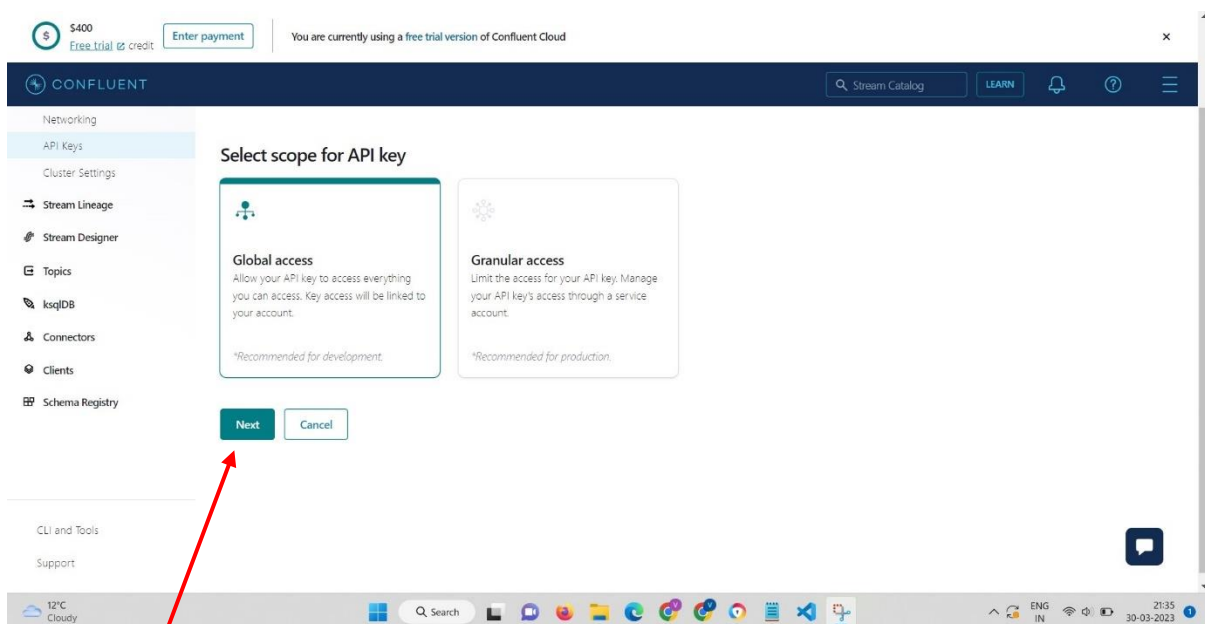 $400
Free trial credit
Enter payment
You are currently using a free trial version of Confluent Cloud
CONFLUENT
Stream Catalog
LEARN
Networking
API Keys
Cluster Settings
Stream Lineage
Stream Designer
Topics
ksqlDB
Connectors
Clients
Schema Registry
CLI and Tools
Support
Select scope for API key
Global access
Allow your API key to access everything
you can access. Key access will be linked to
your account.
*Recommended for development.
Granular access
Limit the access for your API key. Manage
your API key's access through a service
account.
*Recommended for production.
Next
Cancel
12°C
Cloudy
Search
ENG
IN
21:35
30-03-2023
1